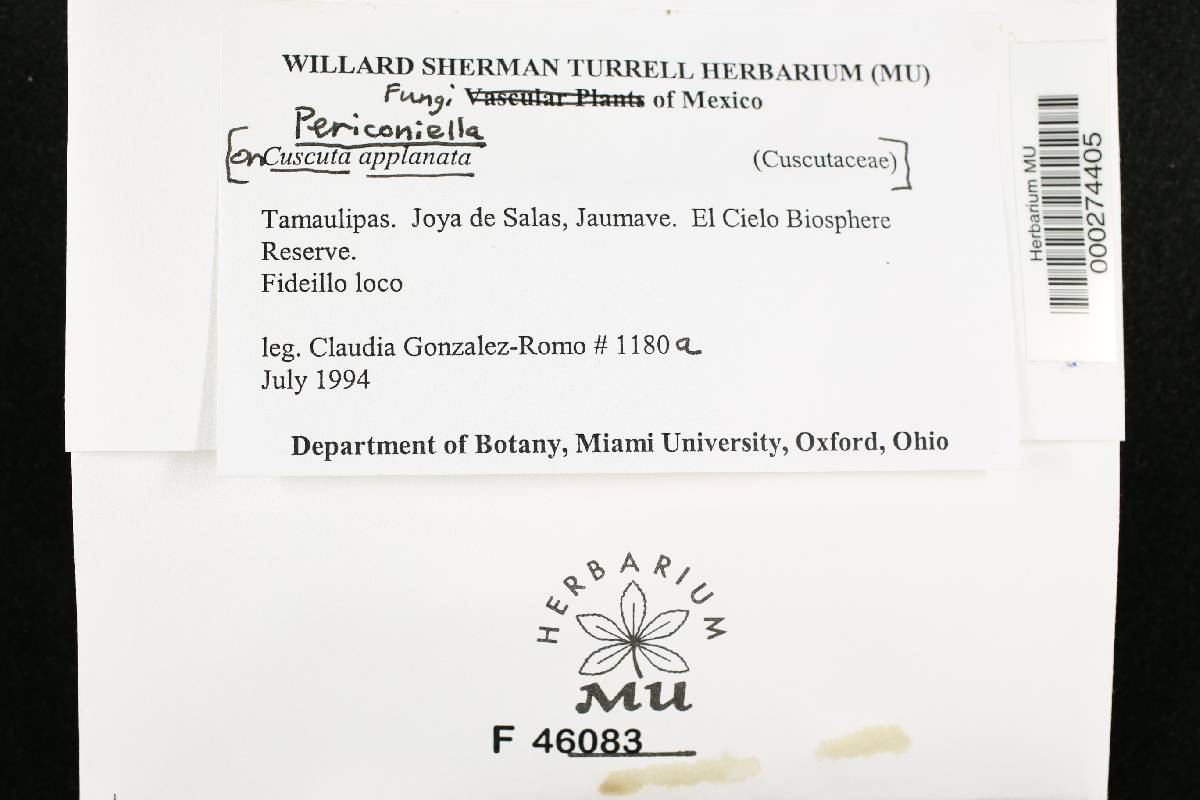 WILLARD SHERMAN TURRELL HERBARIUM (MU)
Fungi Vascular Plants of Mexico
Periconiella
[on Cuscuta applanata (Cuscutaceae)]
Tamaulipas. Joya de Salas, Jaumave. El Cielo Biosphere
Reserve.
Fideillo loco
leg. Claudia Gonzalez-Romo # 1180 a
July 1994
Department of Botany, Miami University, Oxford, Ohio
Herbarium MU
000274405
HERBARIUM
MU
F 46083